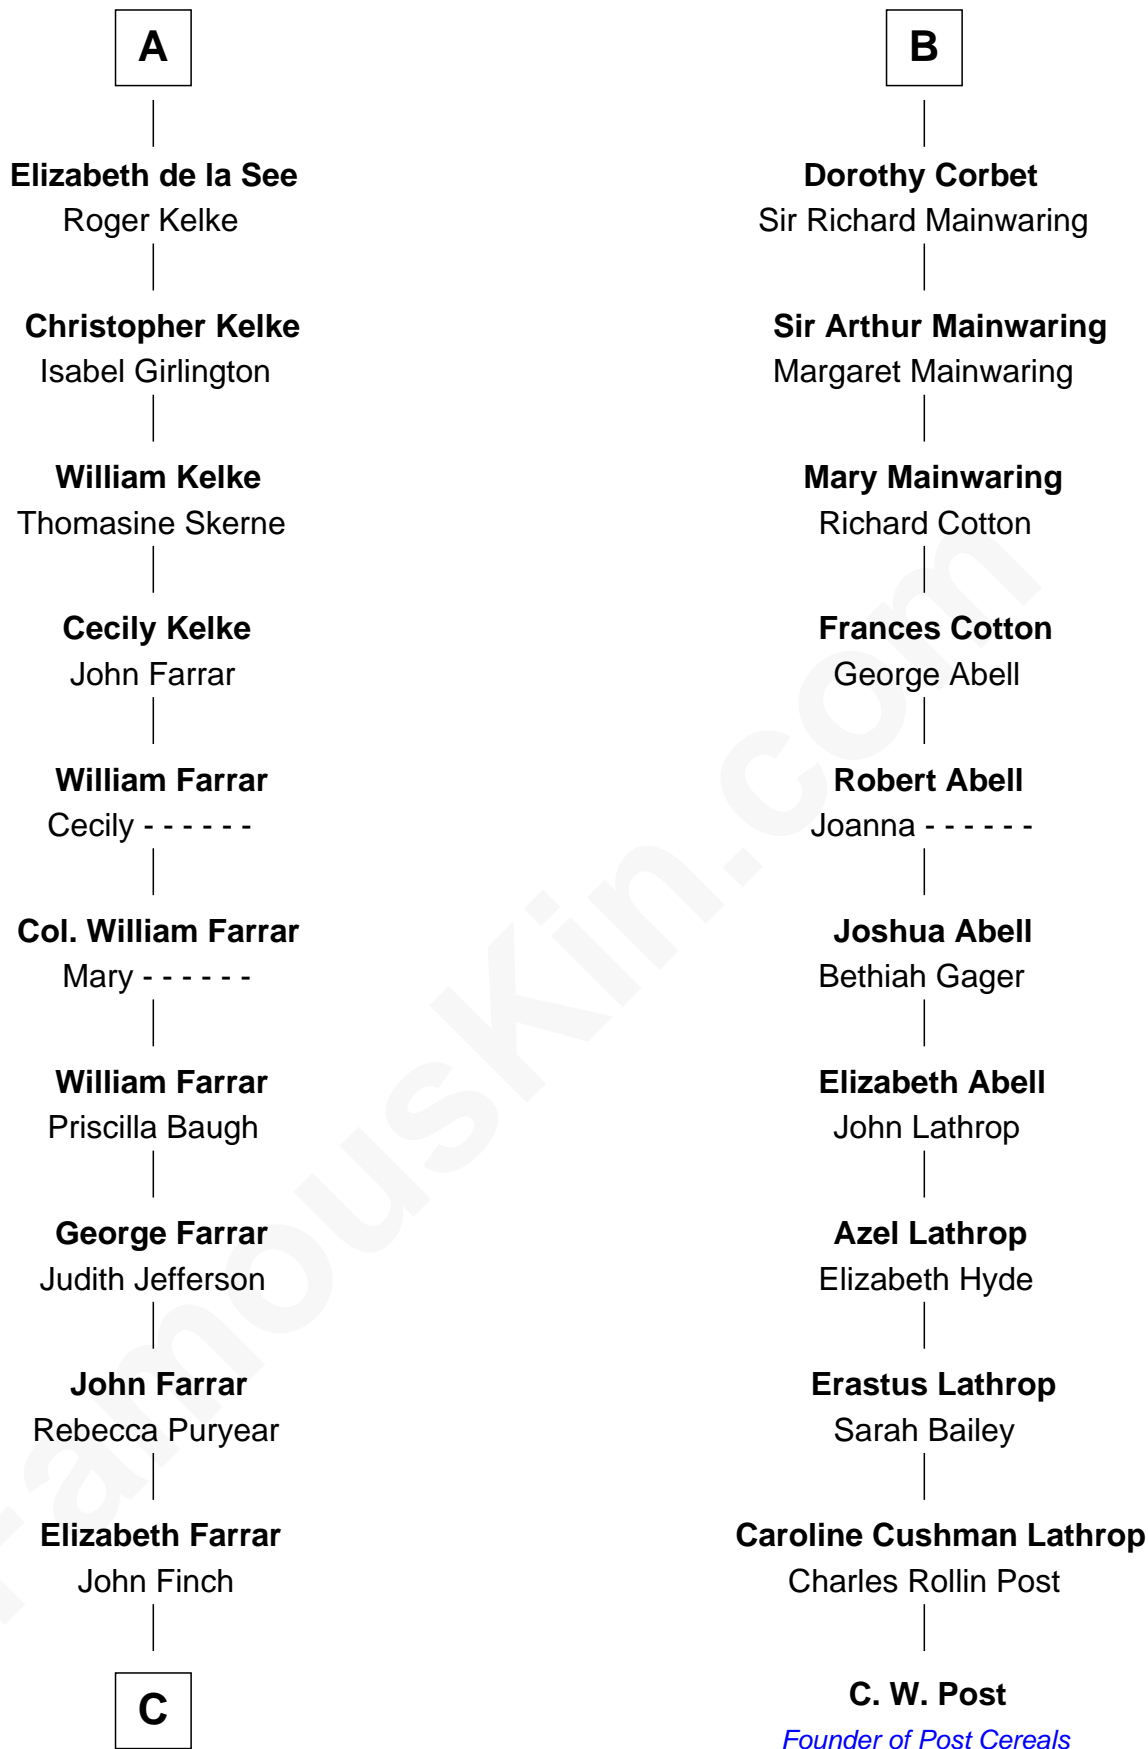 A
Elizabeth de la See
Roger Kelke
Christopher Kelke
Isabel Girlington
William Kelke
Thomasine Skerne
Cecily Kelke
John Farrar
William Farrar
Cecily - - - - - -
Col. William Farrar
Mary - - - - - -
William Farrar
Priscilla Baugh
George Farrar
Judith Jefferson
John Farrar
Rebecca Puryear
Elizabeth Farrar
John Finch
C
B
Dorothy Corbet
Sir Richard Mainwaring
Sir Arthur Mainwaring
Margaret Mainwaring
Mary Mainwaring
Richard Cotton
Frances Cotton
George Abell
Robert Abell
Joanna - - - - - -
Joshua Abell
Bethiah Gager
Elizabeth Abell
John Lathrop
Azel Lathrop
Elizabeth Hyde
Erastus Lathrop
Sarah Bailey
Caroline Cushman Lathrop
Charles Rollin Post
C. W. Post
Founder of Post Cereals
FamousKin.com